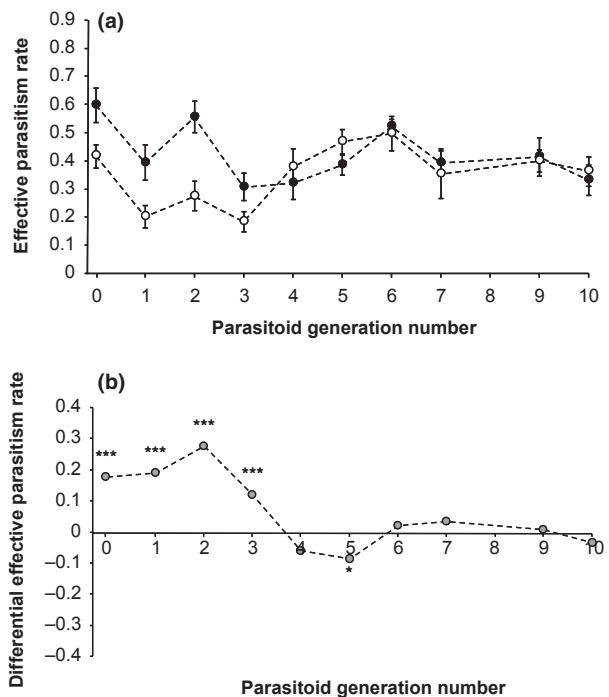 (a)
Effective parasitism rate
0.9
0.8
0.7
0.6
0.5
0.4
0.3
0.2
0.1
0
0 1 2 3 4 5 6 7 8 9 10
Parasitoid generation number
(b)
Differential effective parasitism rate
0.4
0.3
0.2
0.1
0
–0.1
–0.2
–0.3
–0.4
*** *** *** ***
0 1 2 3 4 5 6 7 8 9 10
*
Parasitoid generation number